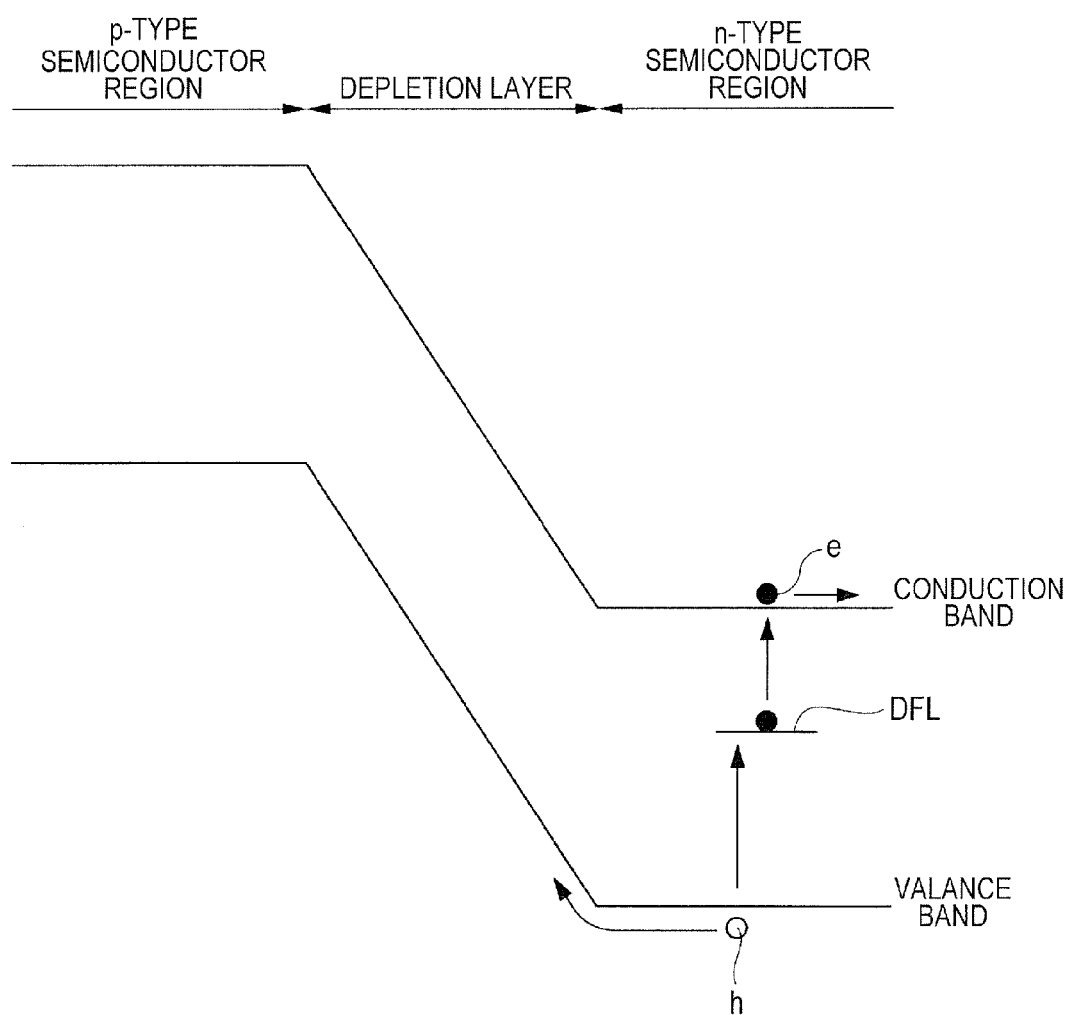 p-TYPE
SEMICONDUCTOR
REGION
DEPLETION LAYER
n-TYPE
SEMICONDUCTOR
REGION
e
CONDUCTION
BAND
DFL
VALANCE
BAND
h